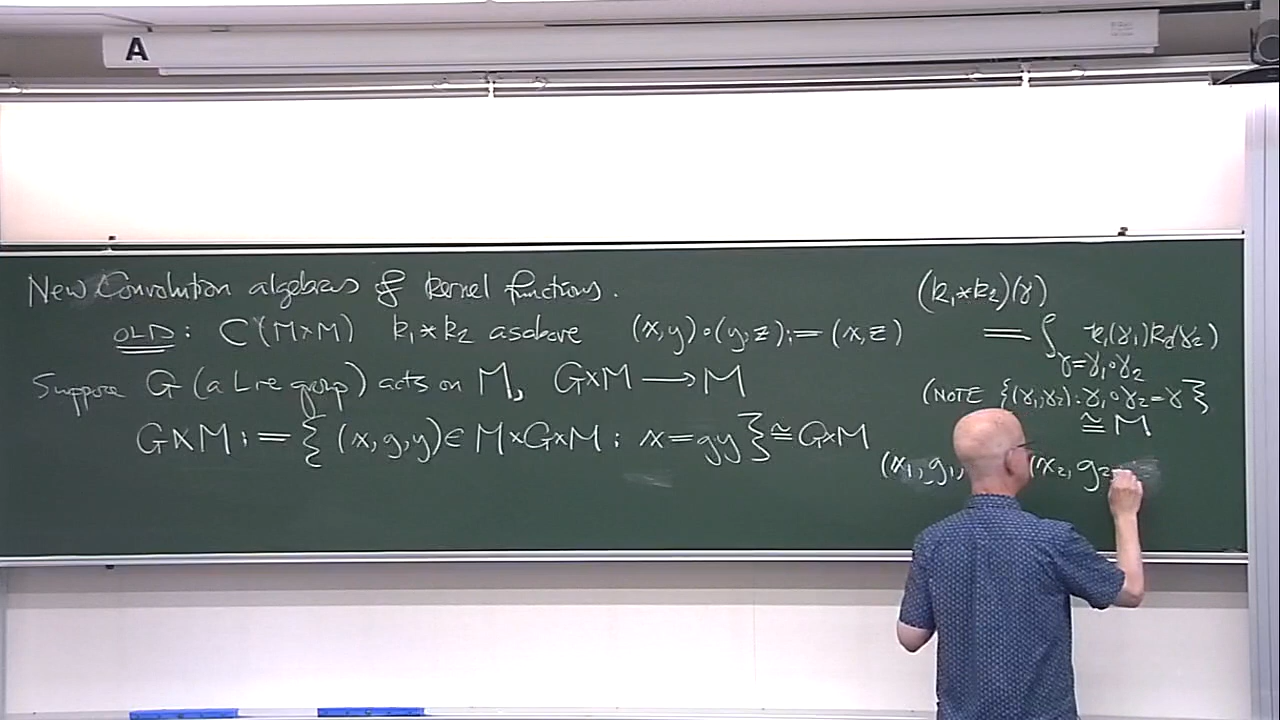 A
New Convolution algebras of kernel functions.
OLD: C(M×M) k₁*k₂ as above (x,y)∘(y,z):=(x,z)
Suppose G (a Lie group) acts on M, G×M⟶M
G⋉M := { (x,g,y)∈M×G×M : x=gy } ≅ G×M
(k₁*k₂)(γ)
= ∫ k₁(γ₁)k₂(γ₂)
γ=γ₁∘γ₂
(NOTE {(γ₁,γ₂): γ₁∘γ₂=γ}
≅ M
(x₁,g₁, (x₂,g₂